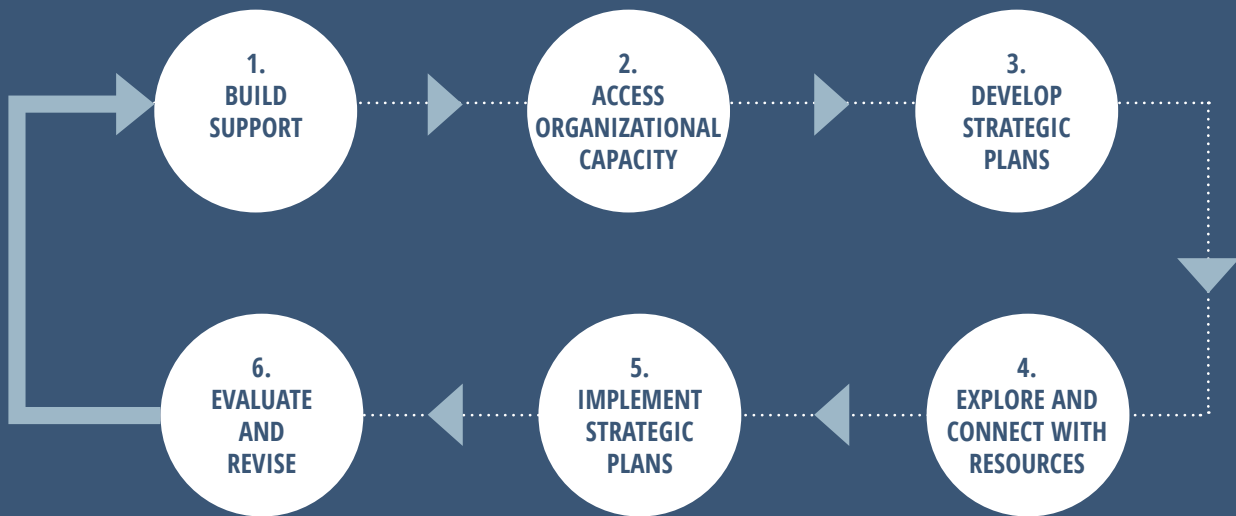 1.
BUILD
SUPPORT
2.
ACCESS
ORGANIZATIONAL
CAPACITY
3.
DEVELOP
STRATEGIC
PLANS
4.
EXPLORE AND
CONNECT WITH
RESOURCES
5.
IMPLEMENT
STRATEGIC
PLANS
6.
EVALUATE
AND
REVISE